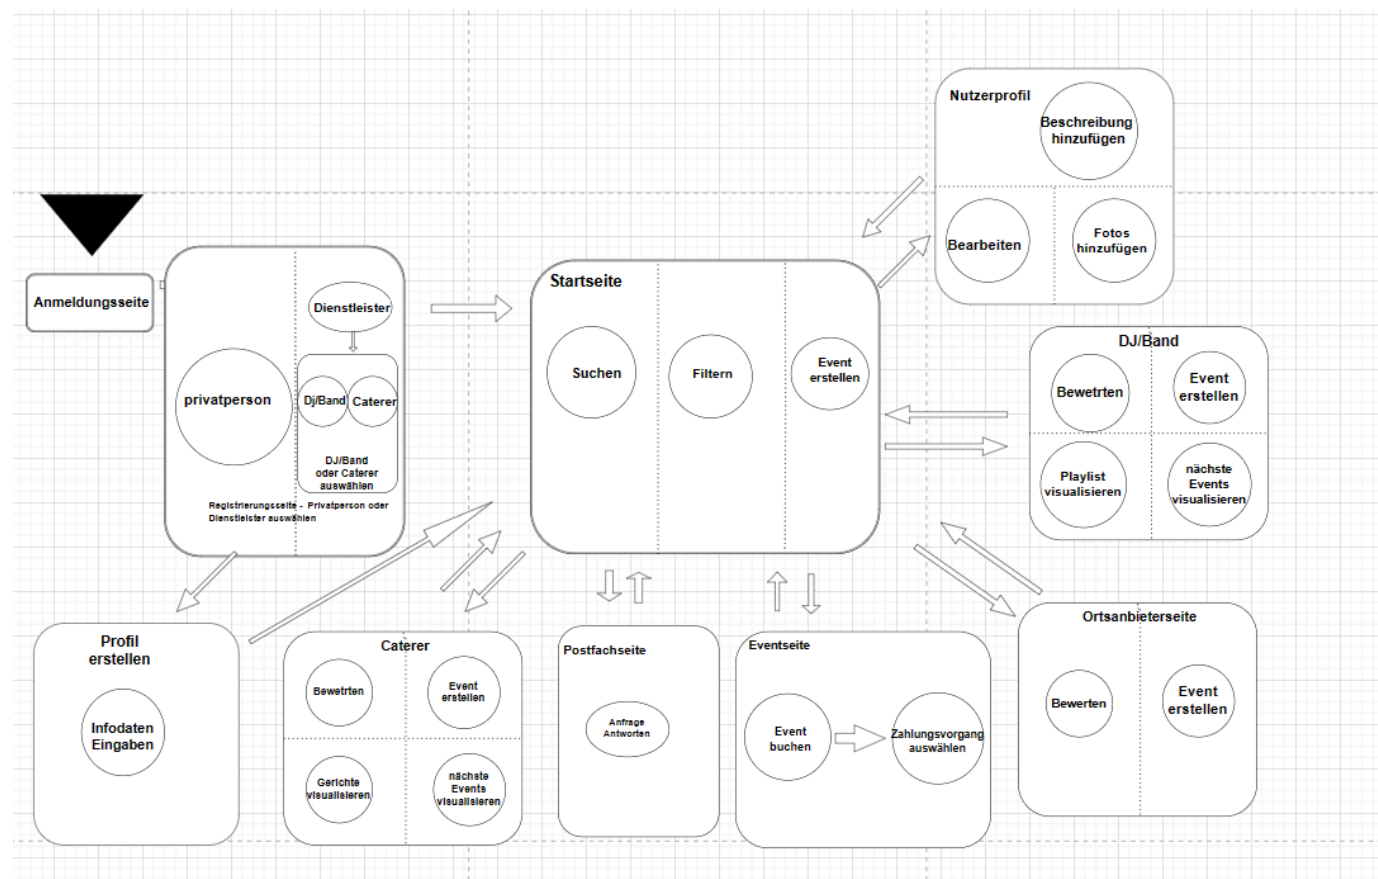 Nutzerprofil
Beschreibung
hinzufügen
Bearbeiten
Fotos
hinzufügen
Anmeldungsseite
Dienstleister
privatperson
Dj/Band
Caterer
DJ/Band
oder Caterer
auswählen
Registrierungsseite - Privatperson oder
Dienstleister auswählen
Startseite
Suchen
Filtern
Event
erstellen
DJ/Band
Bewetrten
Event
erstellen
Playlist
visualisieren
nächste
Events
visualisieren
Profil
erstellen
Infodaten
Eingaben
Caterer
Bewetrten
Event
erstellen
Gerichte
visualisieren
nächste
Events
visualisieren
Postfachseite
Anfrage
Antworten
Eventseite
Event
buchen
Zahlungsvorgang
auswählen
Ortsanbieterseite
Bewerten
Event
erstellen